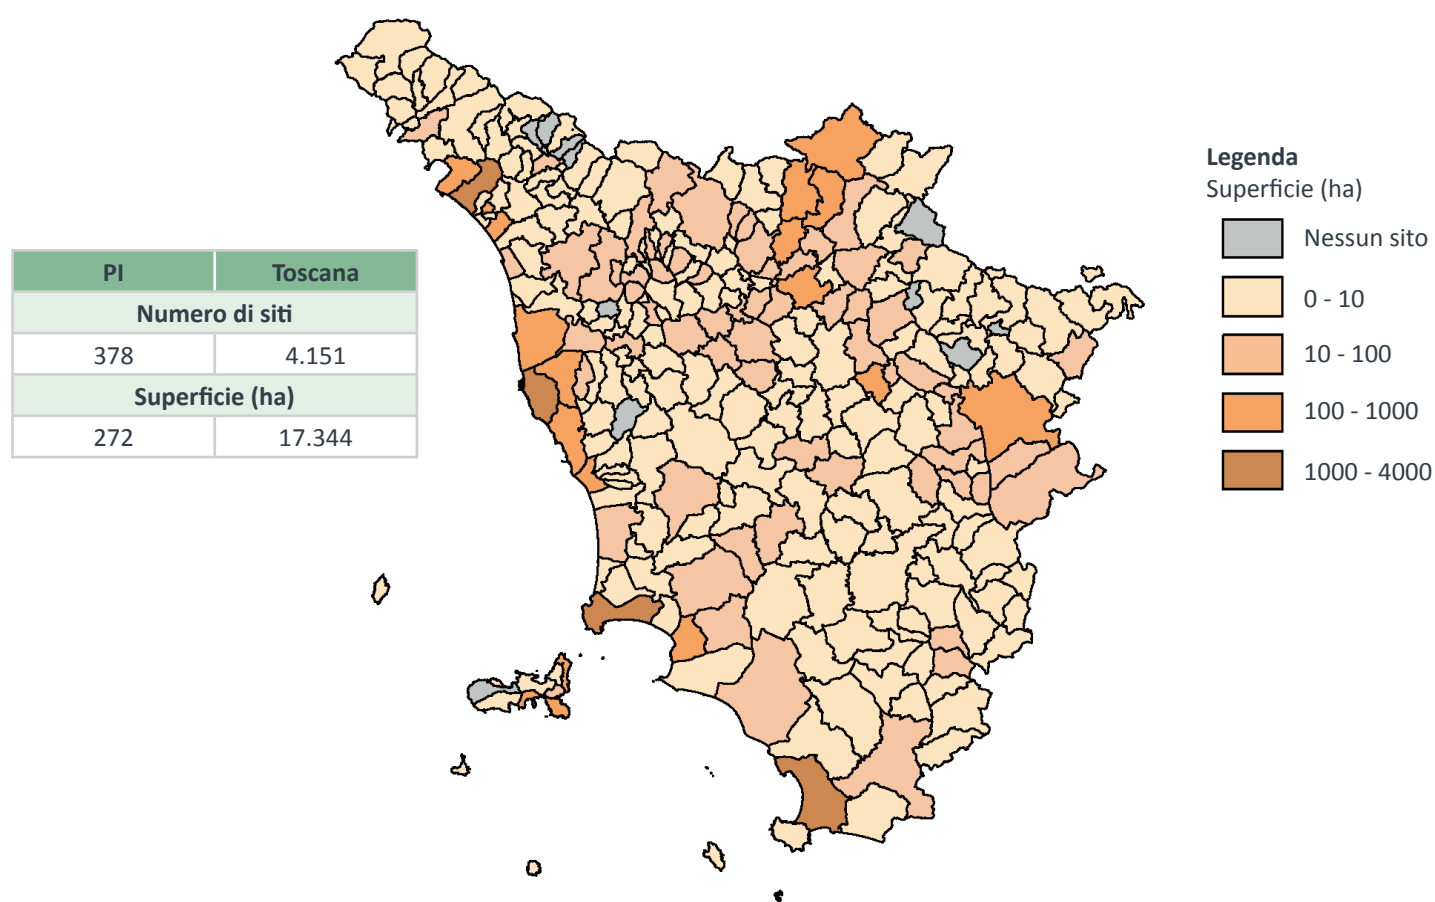 PI Toscana
Numero di siti
378 4.151
Superficie (ha)
272 17.344
Legenda
Superficie (ha)
Nessun sito
0 - 10
10 - 100
100 - 1000
1000 - 4000